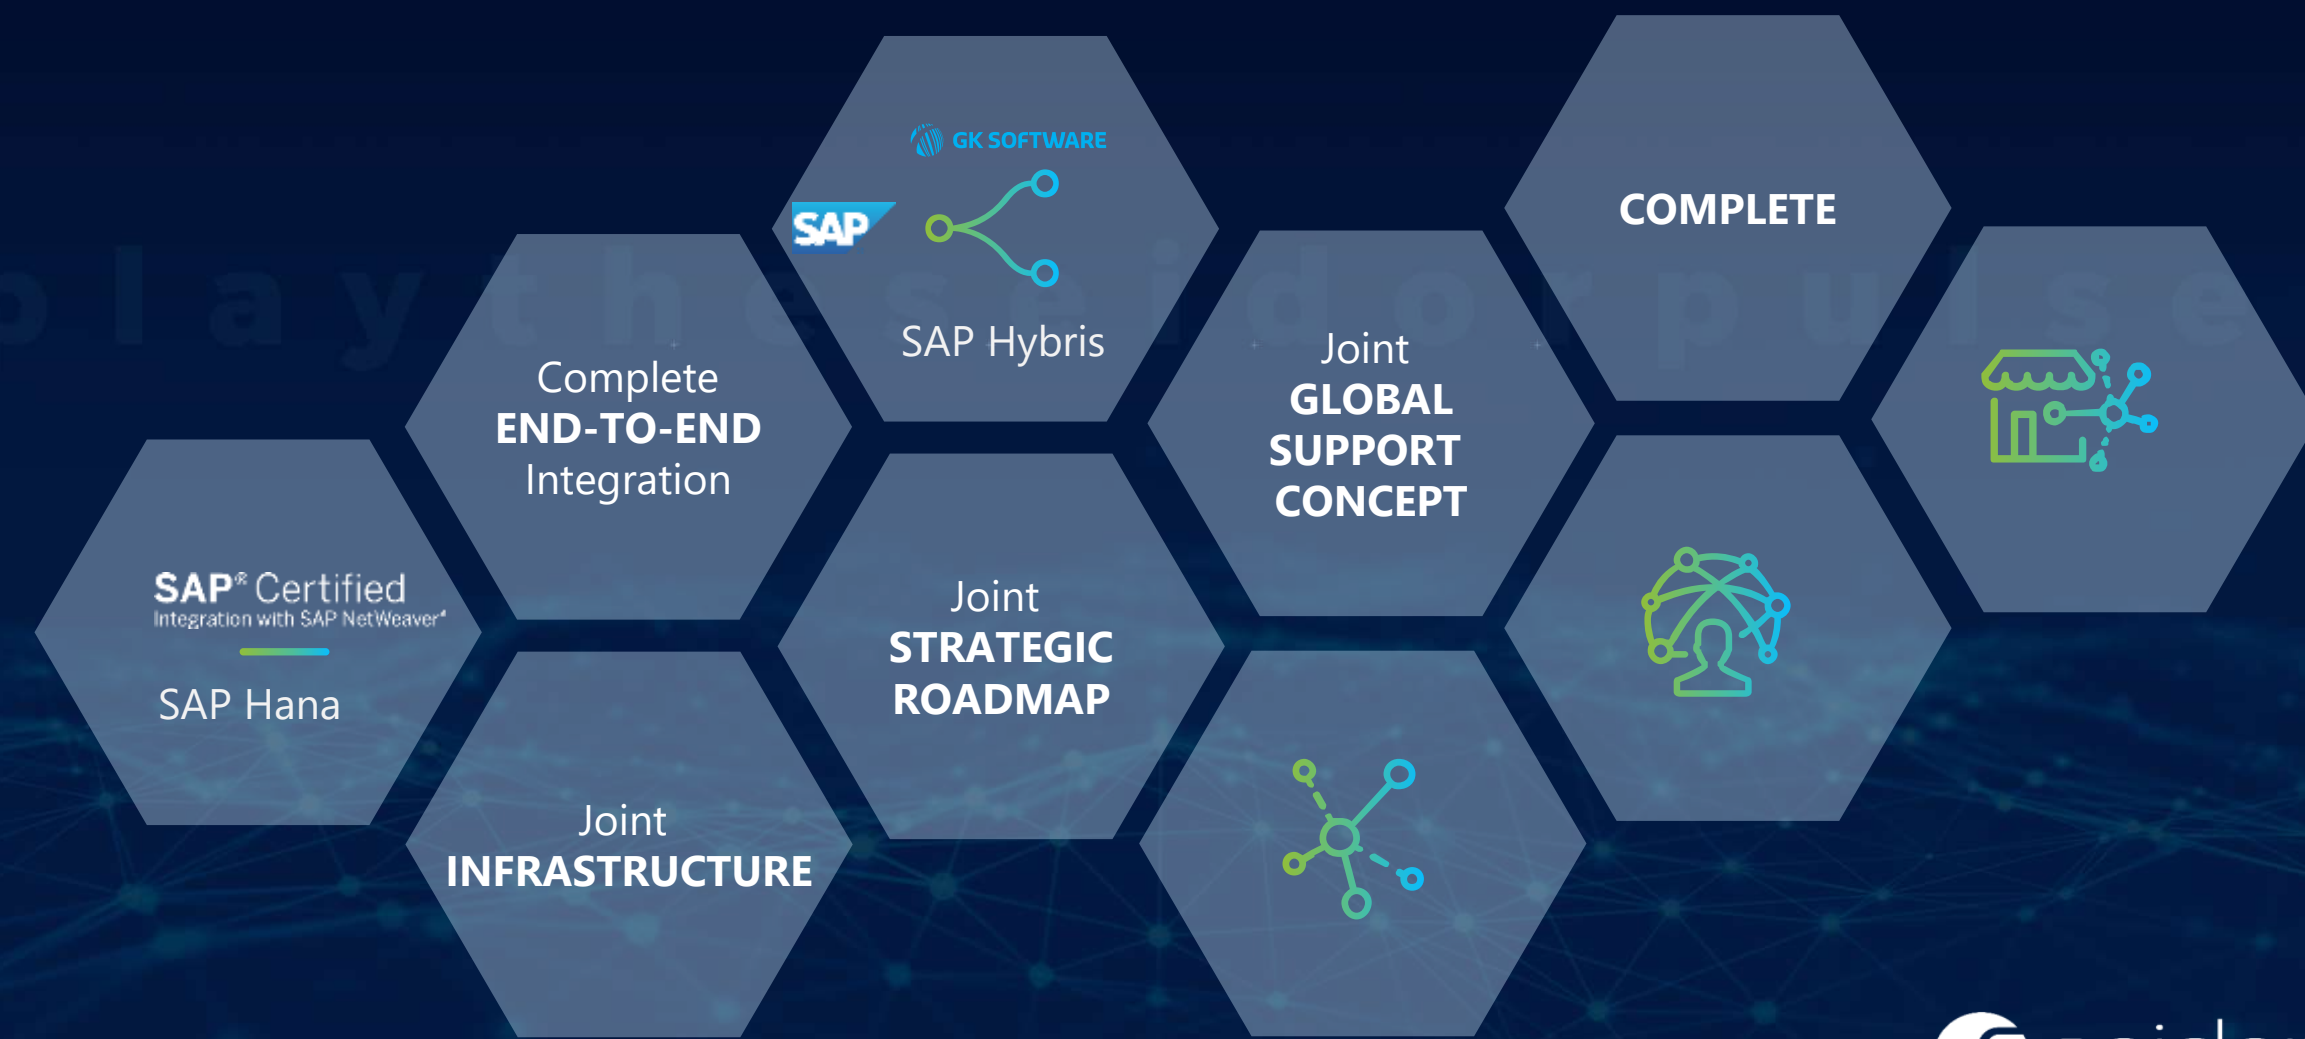 GK SOFTWARE
SAP
SAP Hybris
COMPLETE
Complete
END-TO-END
Integration
Joint
GLOBAL
SUPPORT
CONCEPT
SAP® Certified
Integration with SAP NetWeaver®
SAP Hana
Joint
STRATEGIC
ROADMAP
Joint
INFRASTRUCTURE
playtheseidorpulse